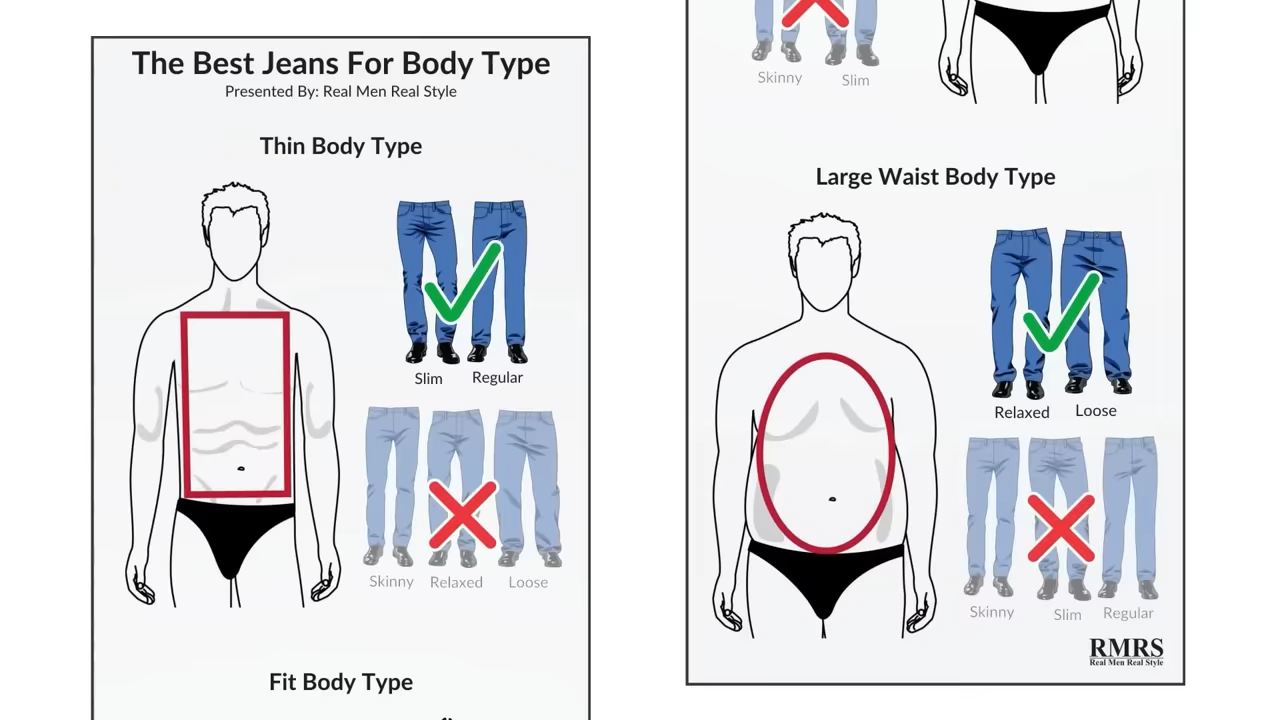 The Best Jeans For Body Type
Presented By: Real Men Real Style
Thin Body Type
Slim Regular
Skinny Relaxed Loose
Fit Body Type
Skinny Slim
Large Waist Body Type
Relaxed Loose
Skinny Slim Regular
RMRS
Real Men Real Style